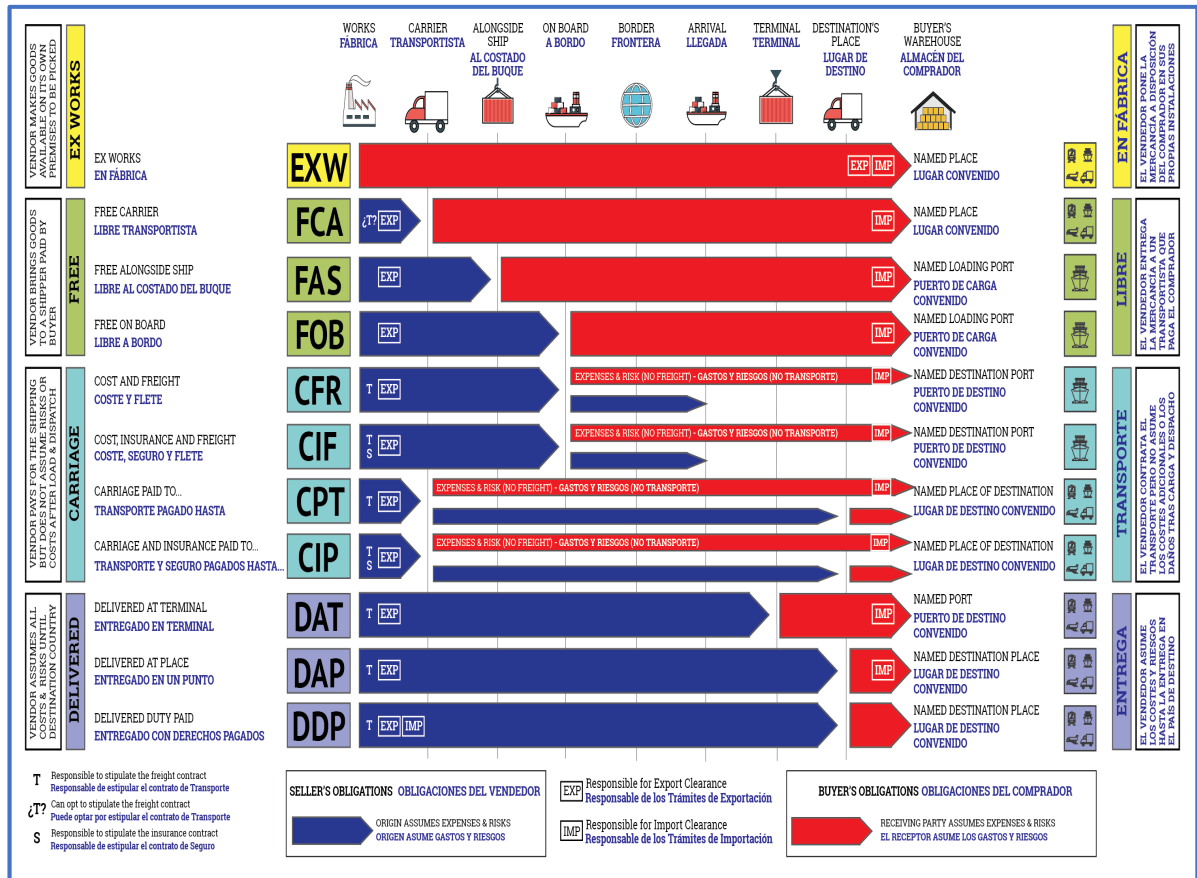 WORKS
FÁBRICA
CARRIER
TRANSPORTISTA
ALONGSIDE
SHIP
AL COSTADO
DEL BUQUE
ON BOARD
A BORDO
BORDER
FRONTERA
ARRIVAL
LLEGADA
TERMINAL
TERMINAL
DESTINATION'S
PLACE
LUGAR DE
DESTINO
BUYER'S
WAREHOUSE
ALMACÉN DEL
COMPRADOR
VENDOR MAKES GOODS
AVAILABLE ON ITS OWN
PREMISES TO BE PICKED
EX WORKS
EX WORKS
EN FÁBRICA
EXW
EXP IMP
NAMED PLACE
LUGAR CONVENIDO
EN FÁBRICA
EL VENDEDOR PONE LA
MERCANCÍA A DISPOSICIÓN
DEL COMPRADOR EN SUS
PROPIAS INSTALACIONES
VENDOR BRINGS GOODS
TO A SHIPPER PAID BY
BUYER
FREE
FREE CARRIER
LIBRE TRANSPORTISTA
FCA
¿T? EXP
IMP
NAMED PLACE
LUGAR CONVENIDO
FREE ALONGSIDE SHIP
LIBRE AL COSTADO DEL BUQUE
FAS
EXP
IMP
NAMED LOADING PORT
PUERTO DE CARGA
CONVENIDO
FREE ON BOARD
LIBRE A BORDO
FOB
EXP
IMP
NAMED LOADING PORT
PUERTO DE CARGA
CONVENIDO
LIBRE
EL VENDEDOR ENTREGA
LA MERCANCÍA A UN
TRANSPORTISTA QUE
PAGA EL COMPRADOR
VENDOR PAYS FOR THE SHIPPING
BUT DOES NOT ASSUME RISKS OR
COSTS AFTER LOAD & DISPATCH
CARRIAGE
COST AND FREIGHT
COSTE Y FLETE
CFR
T EXP
EXPENSES & RISK (NO FREIGHT) - GASTOS Y RIESGOS (NO TRANSPORTE)
IMP
NAMED DESTINATION PORT
PUERTO DE DESTINO
CONVENIDO
COST, INSURANCE AND FREIGHT
COSTE, SEGURO Y FLETE
CIF
T
S
EXP
EXPENSES & RISK (NO FREIGHT) - GASTOS Y RIESGOS (NO TRANSPORTE)
IMP
NAMED DESTINATION PORT
PUERTO DE DESTINO
CONVENIDO
CARRIAGE PAID TO...
TRANSPORTE PAGADO HASTA
CPT
T EXP
EXPENSES & RISK (NO FREIGHT) - GASTOS Y RIESGOS (NO TRANSPORTE)
IMP
NAMED PLACE OF DESTINATION
LUGAR DE DESTINO CONVENIDO
CARRIAGE AND INSURANCE PAID TO...
TRANSPORTE Y SEGURO PAGADOS HASTA...
CIP
T
S
EXP
EXPENSES & RISK (NO FREIGHT) - GASTOS Y RIESGOS (NO TRANSPORTE)
IMP
NAMED PLACE OF DESTINATION
LUGAR DE DESTINO CONVENIDO
TRANSPORTE
EL VENDEDOR CONTRATA EL
TRANSPORTE PERO NO ASUME
LOS COSTES ADICIONALES O LOS
DAÑOS TRAS CARGA Y DESPACHO
VENDOR ASSUMES ALL
COSTS & RISKS UNTIL
DESTINATION COUNTRY
DELIVERED
DELIVERED AT TERMINAL
ENTREGADO EN TERMINAL
DAT
T EXP
IMP
NAMED PORT
PUERTO DE DESTINO
CONVENIDO
DELIVERED AT PLACE
ENTREGADO EN UN PUNTO
DAP
T EXP
IMP
NAMED DESTINATION PLACE
LUGAR DE DESTINO
CONVENIDO
DELIVERED DUTY PAID
ENTREGADO CON DERECHOS PAGADOS
DDP
T EXP IMP
NAMED DESTINATION PLACE
LUGAR DE DESTINO
CONVENIDO
ENTREGA
EL VENDEDOR ASUME
LOS COSTES Y RIESGOS
HASTA LA ENTREGA EN
EL PAÍS DE DESTINO
T Responsible to stipulate the freight contract
Responsable de estipular el contrato de Transporte
¿T? Can opt to stipulate the freight contract
Puede optar por estipular el contrato de Transporte
S Responsible to stipulate the insurance contract
Responsable de estipular el contrato de Seguro
SELLER'S OBLIGATIONS OBLIGACIONES DEL VENDEDOR
ORIGIN ASSUMES EXPENSES & RISKS
ORIGEN ASUME GASTOS Y RIESGOS
EXP Responsible for Export Clearance
Responsable de los Trámites de Exportación
IMP Responsible for Import Clearance
Responsable de los Trámites de Importación
BUYER'S OBLIGATIONS OBLIGACIONES DEL COMPRADOR
RECEIVING PARTY ASSUMES EXPENSES & RISKS
EL RECEPTOR ASUME LOS GASTOS Y RIESGOS